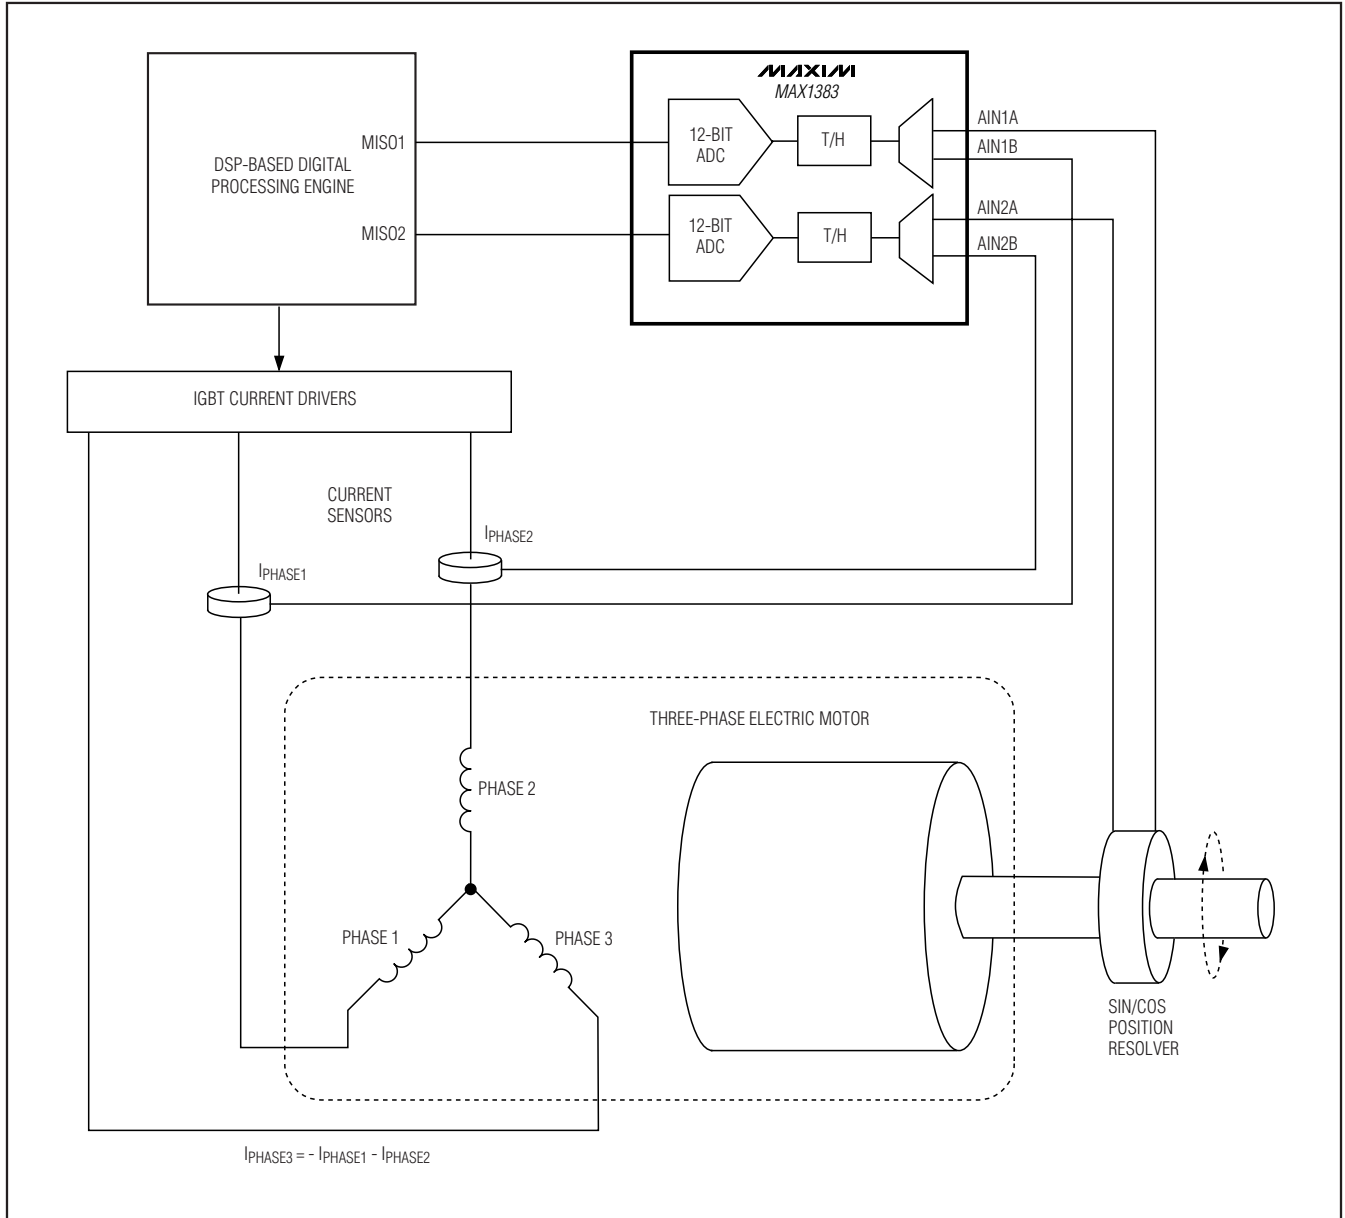 MAXIM
MAX1383
AIN1A
12-BIT
ADC
T/H
MISO1
AIN1B
DSP-BASED DIGITAL
PROCESSING ENGINE
AIN2A
12-BIT
ADC
T/H
MISO2
AIN2B
IGBT CURRENT DRIVERS
CURRENT
SENSORS
IPHASE2
IPHASE1
THREE-PHASE ELECTRIC MOTOR
PHASE 2
PHASE 1
PHASE 3
SIN/COS
POSITION
RESOLVER
IPHASE3 = - IPHASE1 - IPHASE2